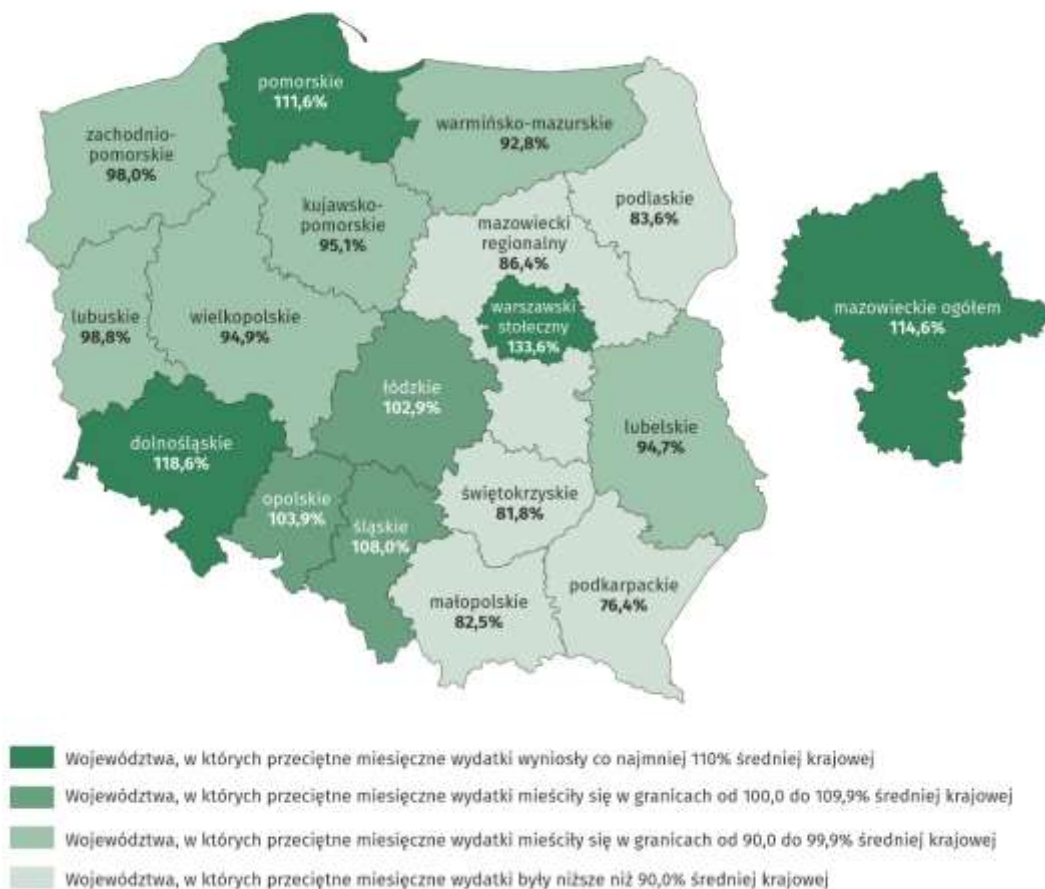 pomorskie
111,6%
warmińsko-mazurskie
92,8%
zachodnio-
pomorskie
98,0%
podlaskie
83,6%
kujawsko-
pomorskie
95,1%
mazowiecki
regionalny
86,4%
warszawski
stołeczny
133,6%
mazowieckie ogółem
114,6%
lubuskie
98,8%
wielkopolskie
94,9%
łódzkie
102,9%
lubelskie
94,7%
dolnośląskie
118,6%
opolskie
103,9%
śląskie
108,0%
świętokrzyskie
81,8%
małopolskie
82,5%
podkarpackie
76,4%
Województwa, w których przeciętne miesięczne wydatki wyniosły co najmniej 110% średniej krajowej
Województwa, w których przeciętne miesięczne wydatki mieściły się w granicach od 100,0 do 109,9% średniej krajowej
Województwa, w których przeciętne miesięczne wydatki mieściły się w granicach od 90,0 do 99,9% średniej krajowej
Województwa, w których przeciętne miesięczne wydatki były niższe niż 90,0% średniej krajowej